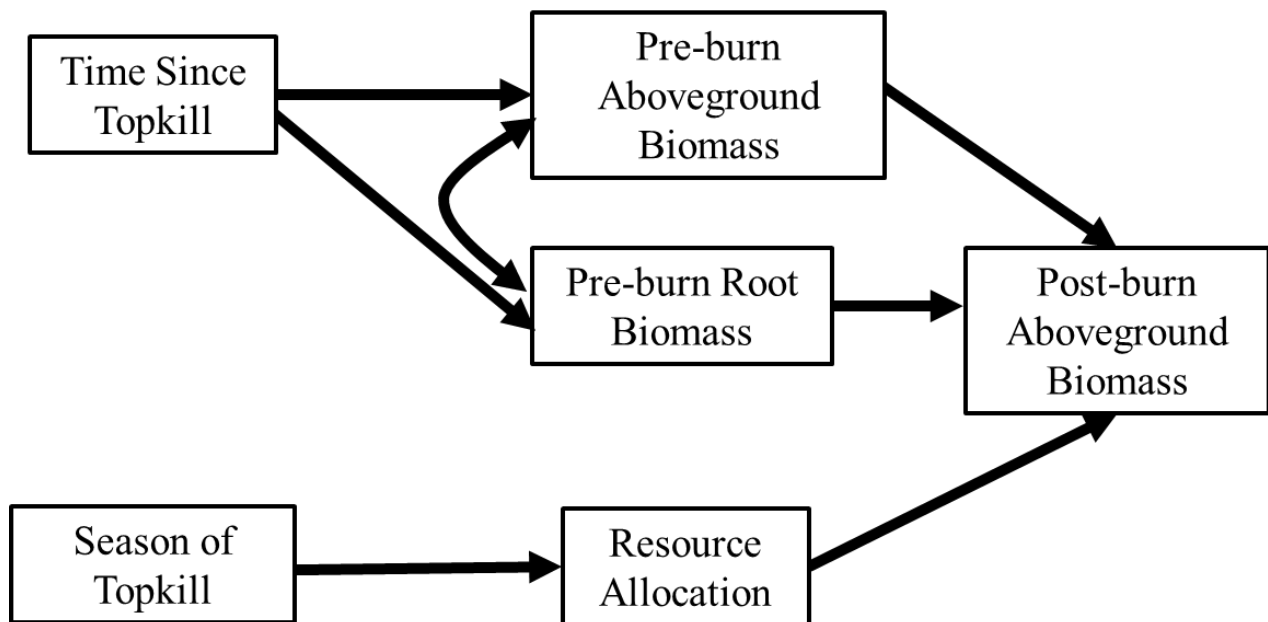 Time Since
Topkill
Pre-burn
Aboveground
Biomass
Pre-burn Root
Biomass
Post-burn
Aboveground
Biomass
Season of
Topkill
Resource
Allocation